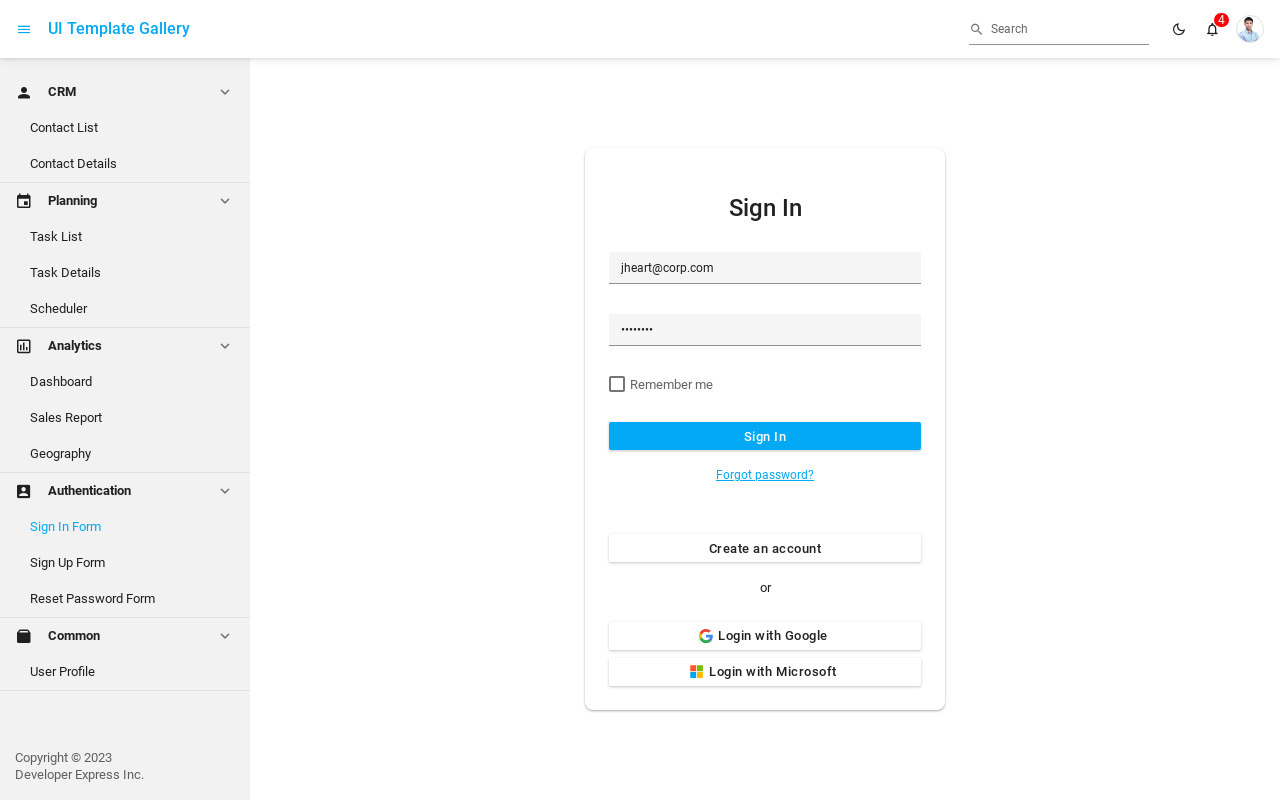 UI Template Gallery
Search
4
CRM
Contact List
Contact Details
Planning
Task List
Task Details
Scheduler
Analytics
Dashboard
Sales Report
Geography
Authentication
Sign In Form
Sign Up Form
Reset Password Form
Common
User Profile
Copyright © 2023
Developer Express Inc.
Sign In
jheart@corp.com
••••••••
Remember me
Sign In
Forgot password?
Create an account
or
Login with Google
Login with Microsoft